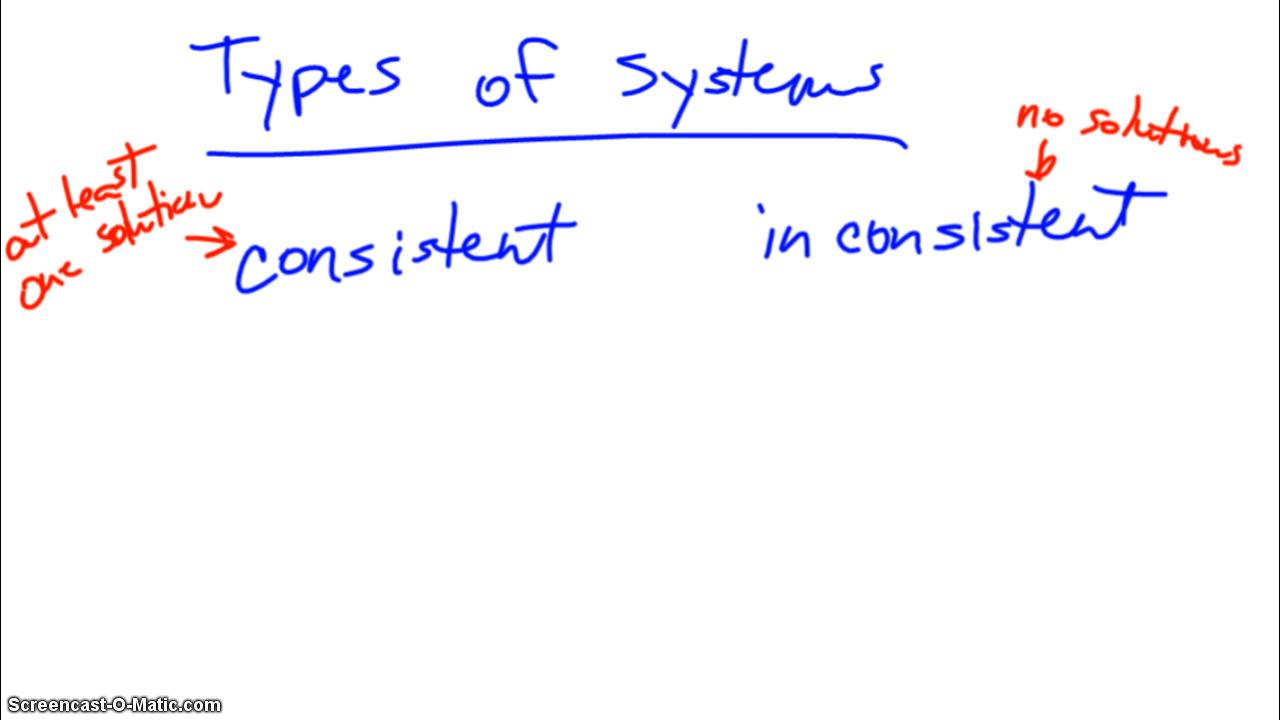 Types of Systems
no solutions
at least
one solution
consistent
inconsistent
Screencast-O-Matic.com